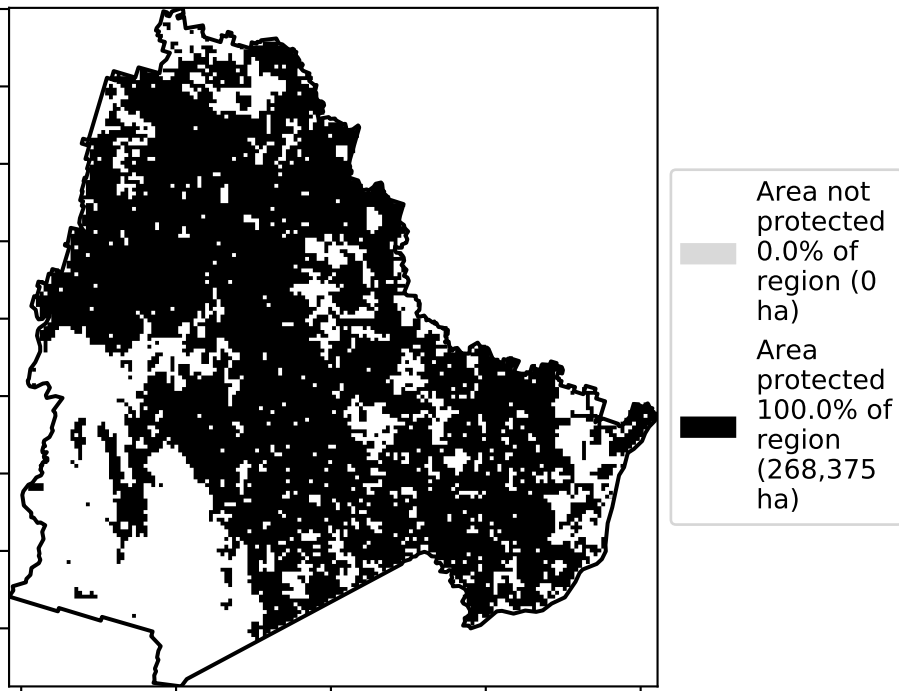 Area not
protected
0.0% of
region (0
ha)
Area
protected
100.0% of
region
(268,375
ha)